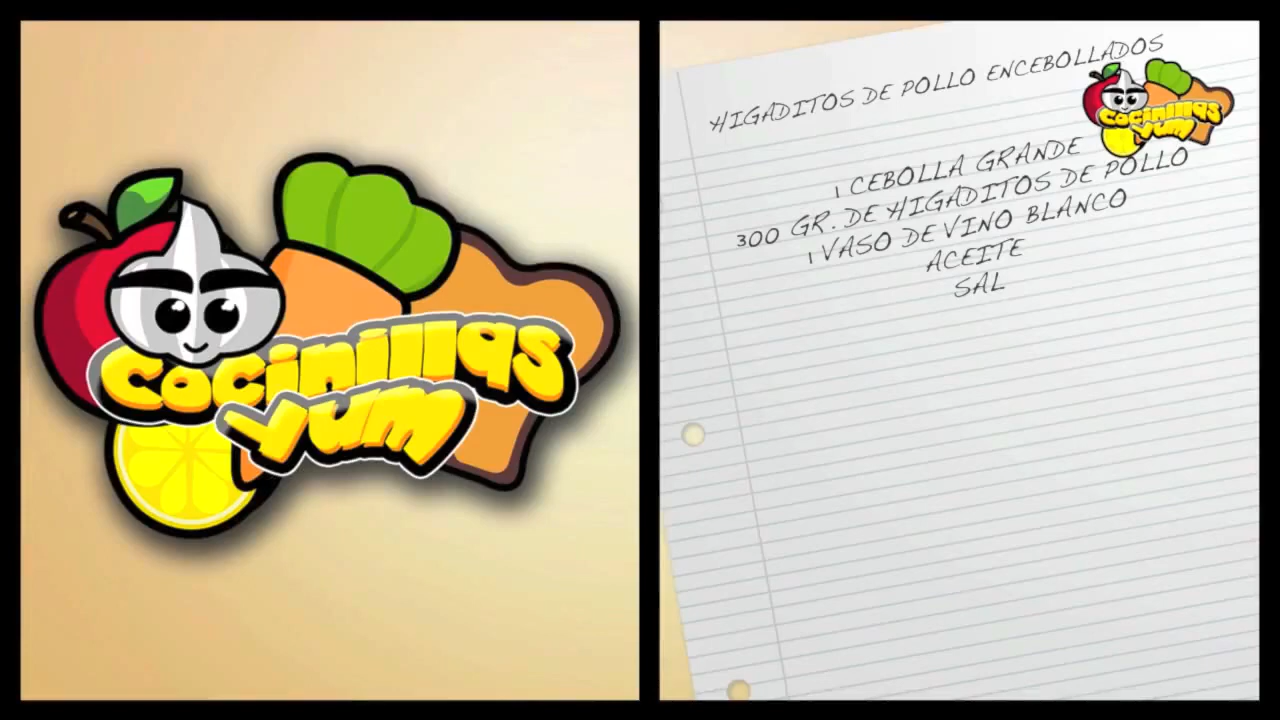 Cocinillas
Yum
HIGADITOS DE POLLO ENCEBOLLADOS
Cocinillas
Yum
1 CEBOLLA GRANDE
300 GR. DE HIGADITOS DE POLLO
1 VASO DE VINO BLANCO
ACEITE
SAL